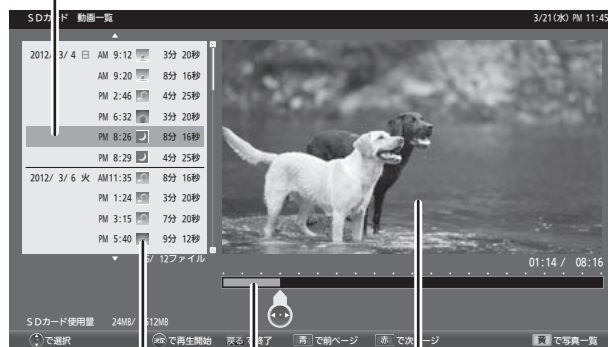 SDカード 動画一覧
3/21(水) PM 11:45
2012/ 3/ 4 日 AM 9:12 3分 20秒
AM 9:20 8分 16秒
PM 2:46 4分 25秒
PM 6:32 3分 20秒
PM 8:26 8分 16秒
PM 8:29 4分 25秒
2012/ 3/ 6 火 AM11:35 8分 16秒
PM 1:24 3分 20秒
PM 3:15 7分 20秒
PM 5:40 9分 12秒
/ 12ファイル
01:14 / 08:16
SDカード使用量 24MB/ 512MB
で選択 決定 で再生開始 戻る で終了 青 で前ページ 赤 で次ページ 黄 で写真一覧